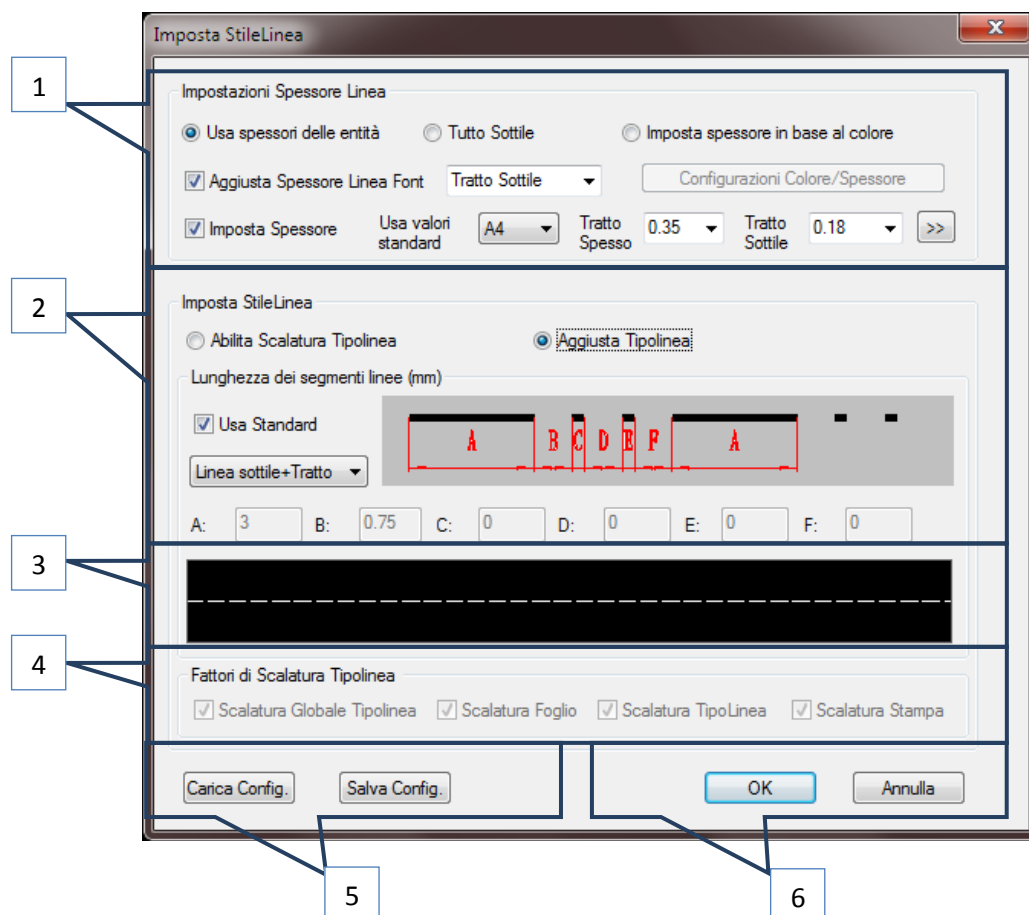 Imposta StileLinea
1
Impostazioni Spessore Linea
Usa spessori delle entità Tutto Sottile Imposta spessore in base al colore
Aggiusta Spessore Linea Font Tratto Sottile Configurazioni Colore/Spessore
Imposta Spessore Usa valori standard A4 Tratto Spesso 0.35 Tratto Sottile 0.18 >>
2
Imposta StileLinea
Abilita Scalatura Tipolinea Aggiusta Tipolinea
Lunghezza dei segmenti linee (mm)
Usa Standard
A B C D E F A
Linea sottile+Tratto
A: 3 B: 0.75 C: 0 D: 0 E: 0 F: 0
3
4
Fattori di Scalatura Tipolinea
Scalatura Globale Tipolinea Scalatura Foglio Scalatura TipoLinea Scalatura Stampa
Carica Config. Salva Config. OK Annulla
5 6